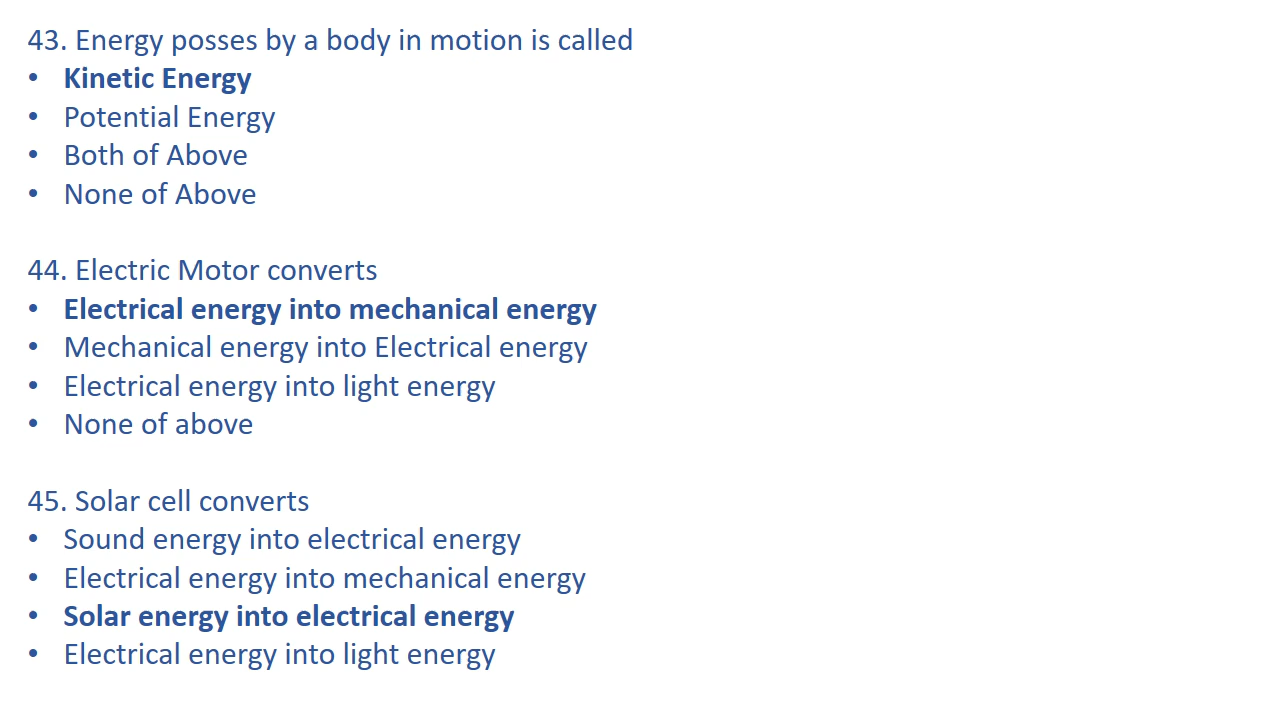 43. Energy posses by a body in motion is called
• Kinetic Energy
• Potential Energy
• Both of Above
• None of Above
44. Electric Motor converts
• Electrical energy into mechanical energy
• Mechanical energy into Electrical energy
• Electrical energy into light energy
• None of above
45. Solar cell converts
• Sound energy into electrical energy
• Electrical energy into mechanical energy
• Solar energy into electrical energy
• Electrical energy into light energy